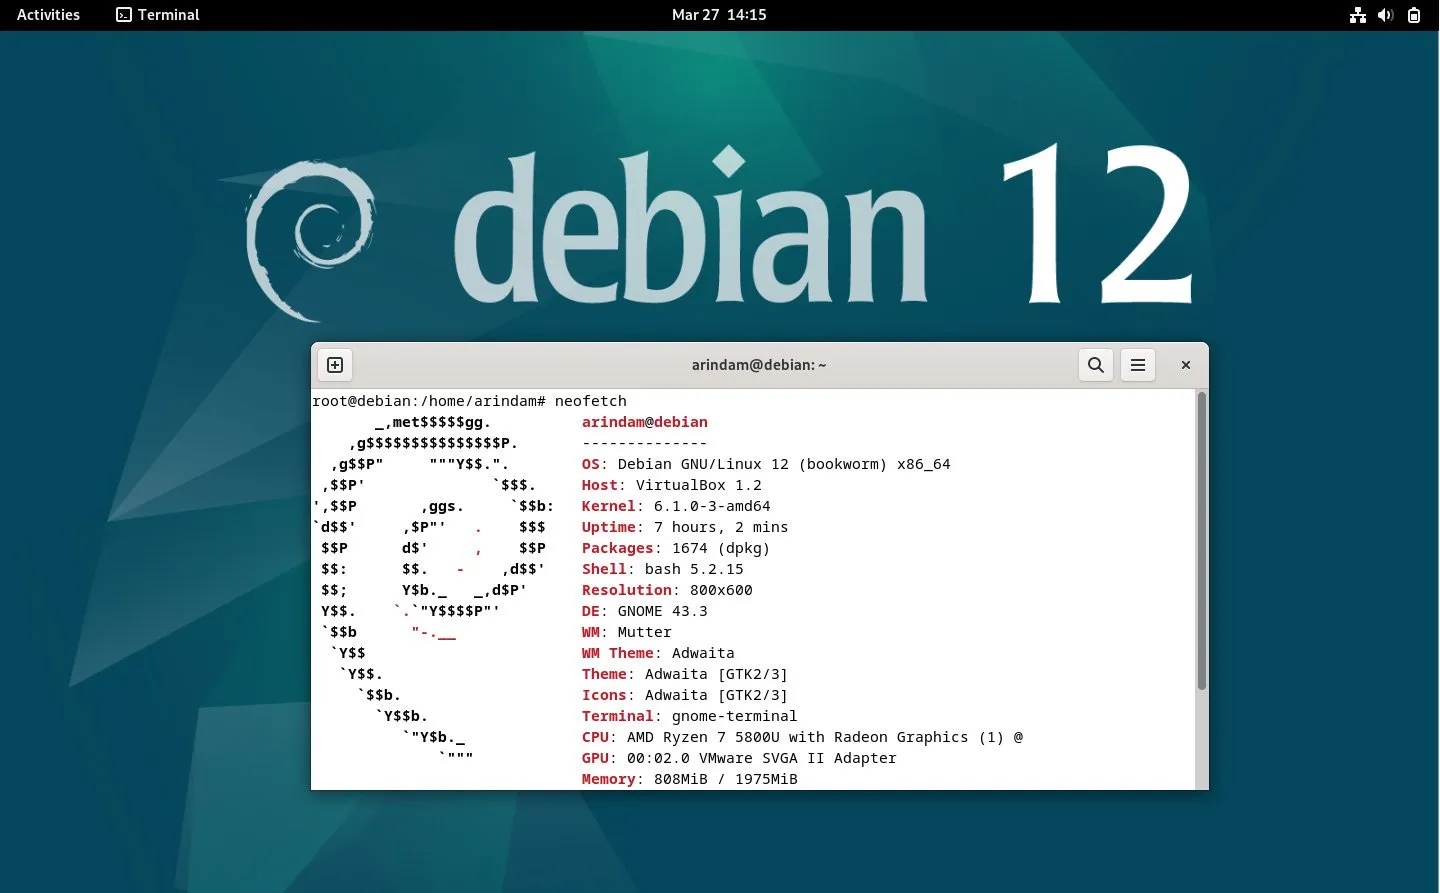 Activities Terminal Mar 27 14:15
debian 12
arindam@debian: ~
root@debian:/home/arindam# neofetch
       _,met$$$$$gg.          arindam@debian
    ,g$$$$$$$$$$$$$$$P.       --------------
  ,g$$P"     """Y$$.".        OS: Debian GNU/Linux 12 (bookworm) x86_64
 ,$$P'              `$$$.     Host: VirtualBox 1.2
',$$P       ,ggs.     `$$b:   Kernel: 6.1.0-3-amd64
`d$$'     ,$P"'   .    $$$    Uptime: 7 hours, 2 mins
 $$P      d$'     ,    $$P    Packages: 1674 (dpkg)
 $$:      $$.   -    ,d$$'    Shell: bash 5.2.15
 $$;      Y$b._   _,d$P'      Resolution: 800x600
 Y$$.    `.`"Y$$$$P"'         DE: GNOME 43.3
 `$$b      "-.__              WM: Mutter
  `Y$$                        WM Theme: Adwaita
   `Y$$.                      Theme: Adwaita [GTK2/3]
     `$$b.                    Icons: Adwaita [GTK2/3]
       `Y$$b.                 Terminal: gnome-terminal
          `"Y$b._             CPU: AMD Ryzen 7 5800U with Radeon Graphics (1) @
              `"""            GPU: 00:02.0 VMware SVGA II Adapter
                              Memory: 808MiB / 1975MiB